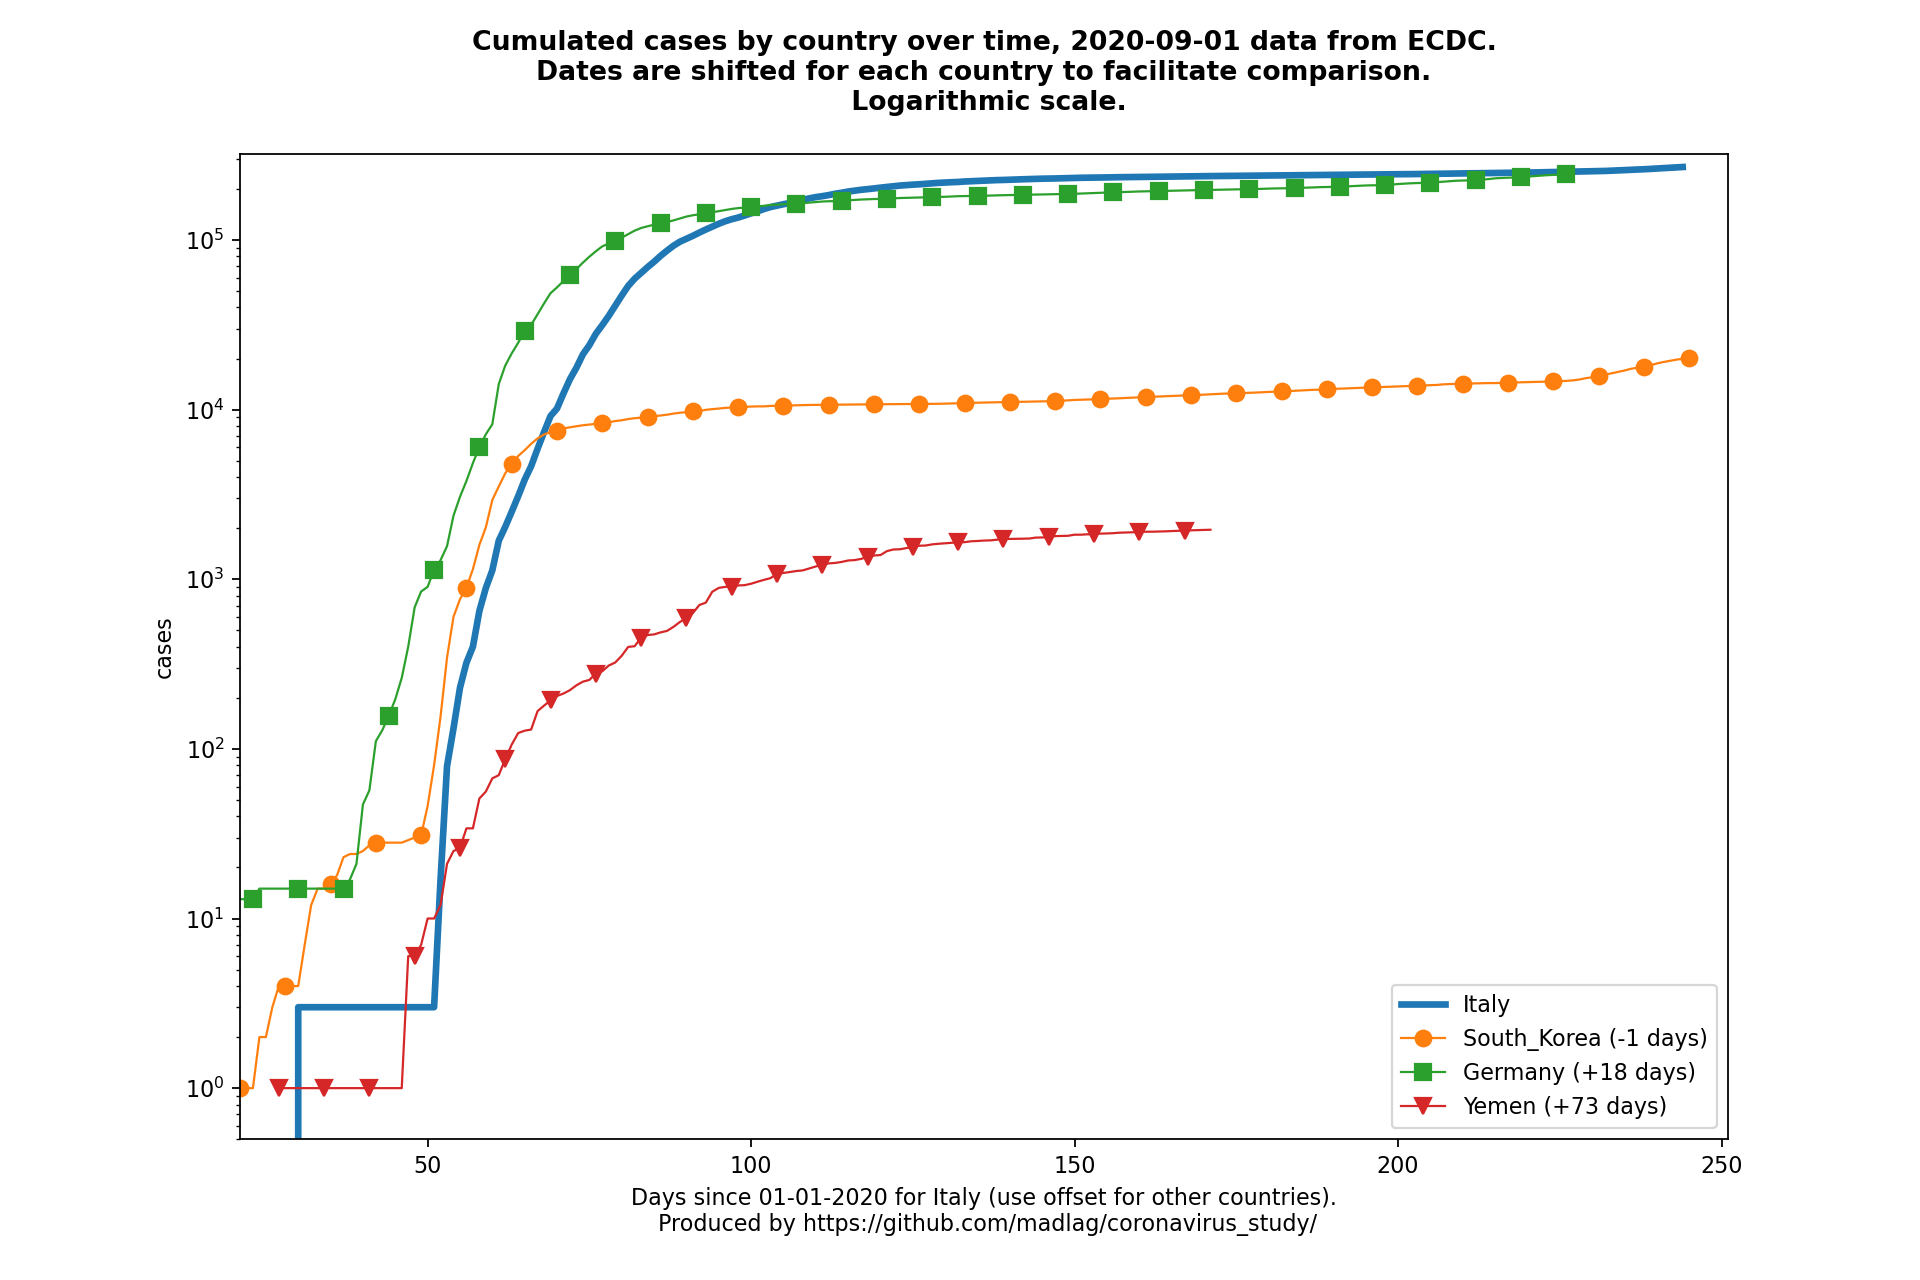 Cumulated cases by country over time, 2020-09-01 data from ECDC.
Dates are shifted for each country to facilitate comparison.
Logarithmic scale.
10⁵
10⁴
10³
10²
10¹
10⁰
cases
Italy
South_Korea (-1 days)
Germany (+18 days)
Yemen (+73 days)
50 100 150 200 250
Days since 01-01-2020 for Italy (use offset for other countries).
Produced by https://github.com/madlag/coronavirus_study/